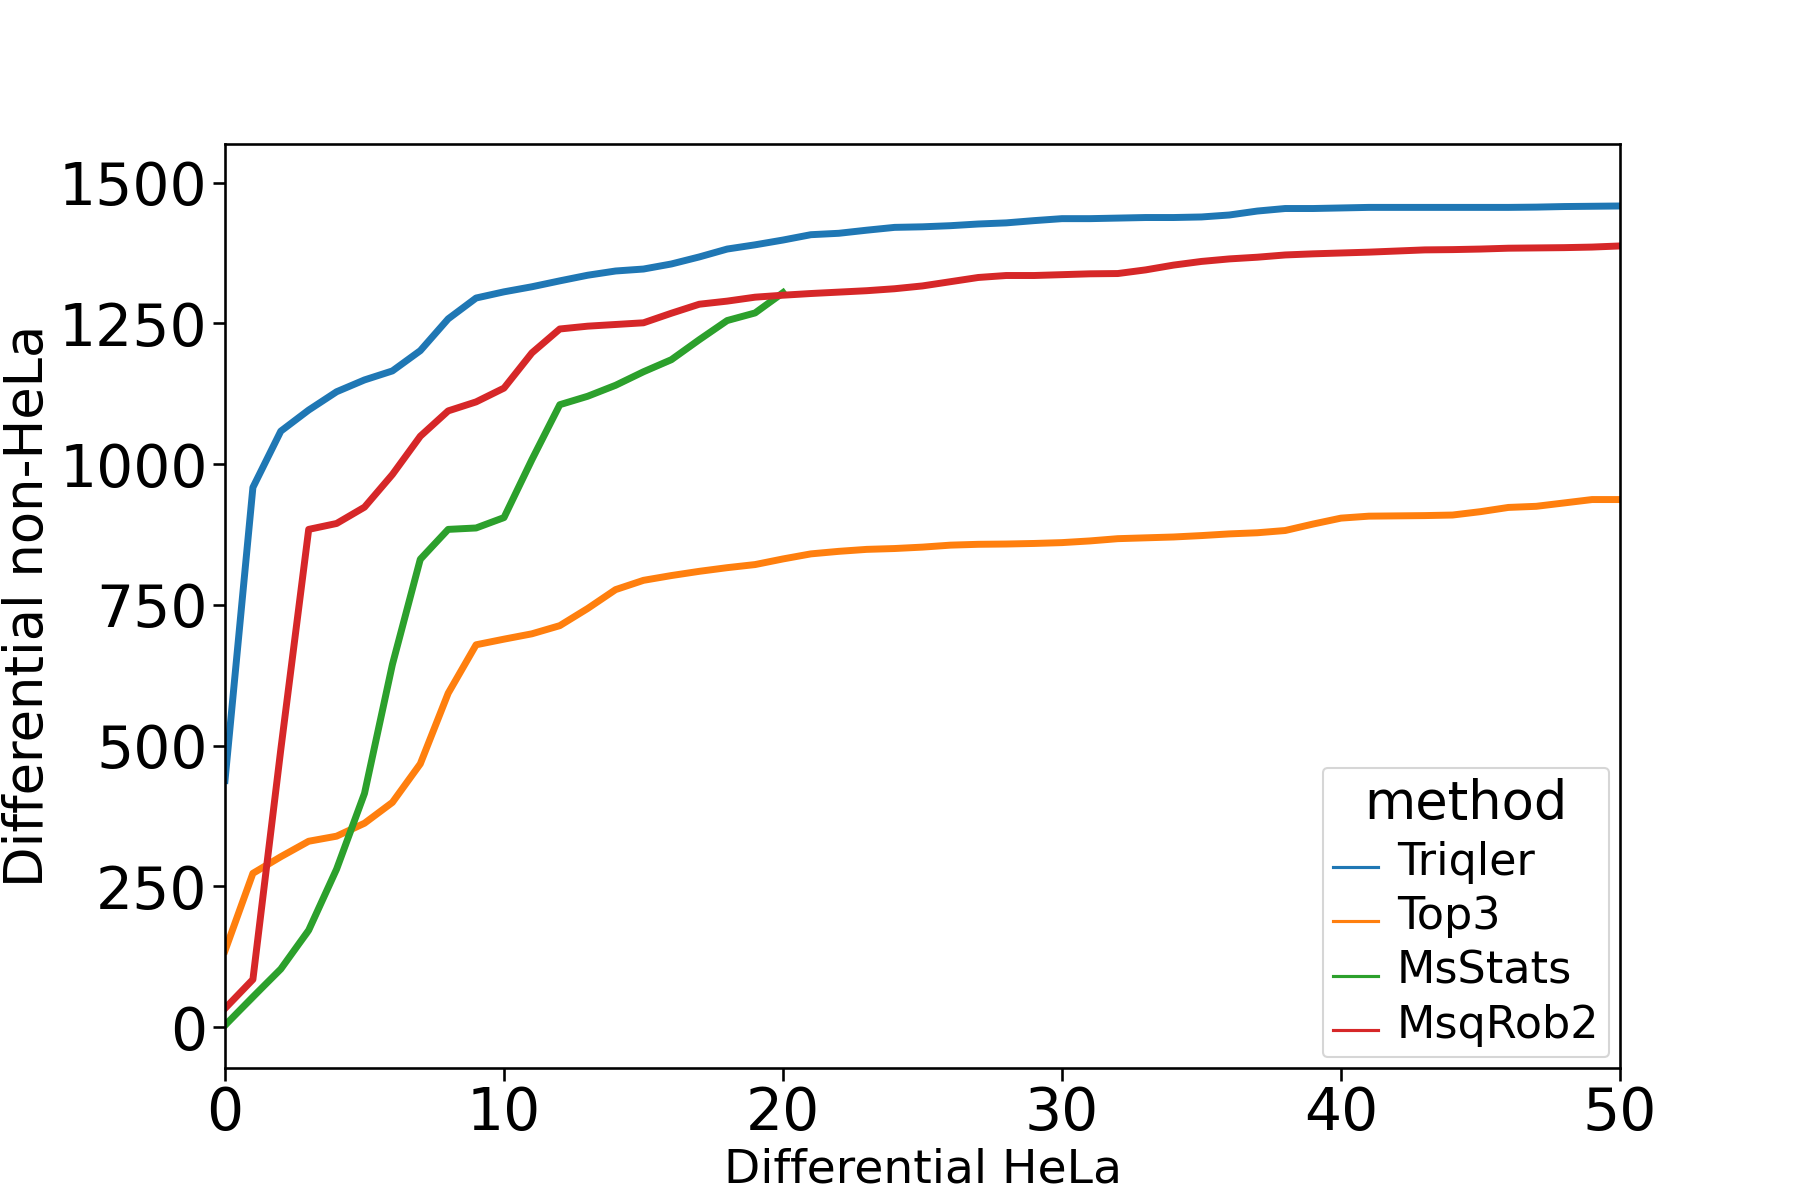 1500
1250
1000
750
500
250
0
Differential non-HeLa
0 10 20 30 40 50
Differential HeLa
method
Triqler
Top3
MsStats
MsqRob2